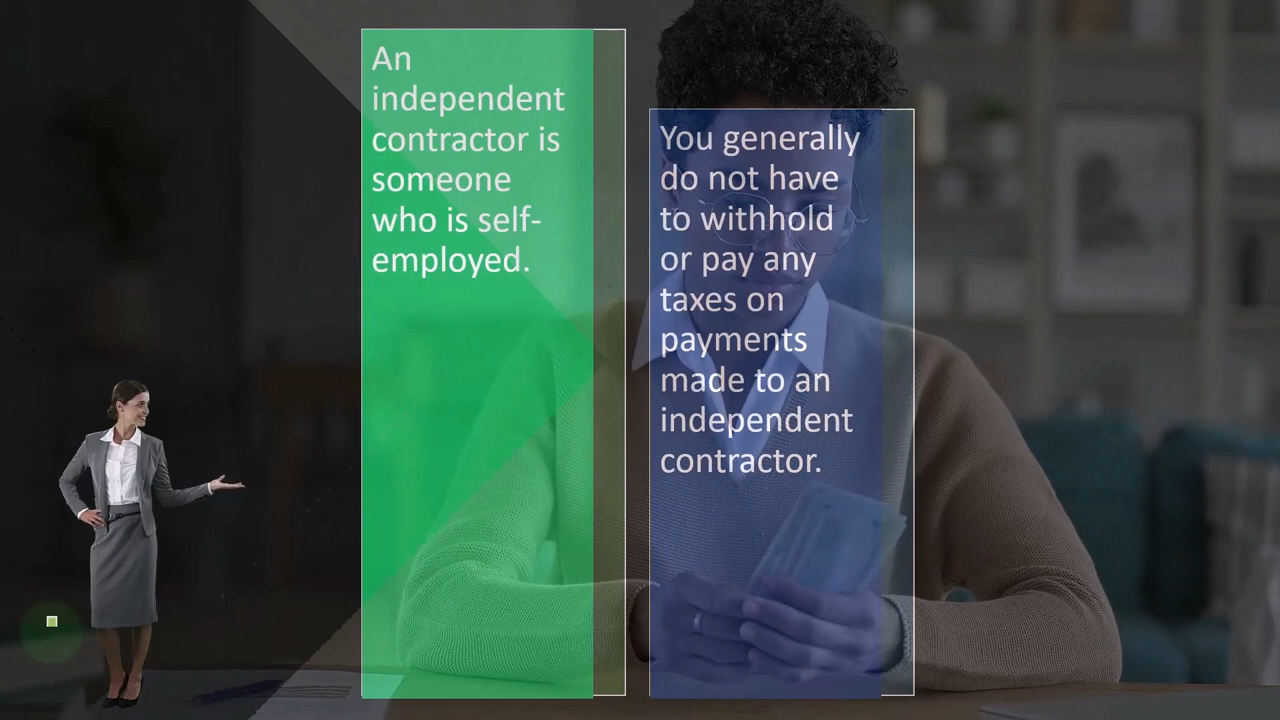 An
independent
contractor is
someone
who is self-
employed.
You generally
do not have
to withhold
or pay any
taxes on
payments
made to an
independent
contractor.